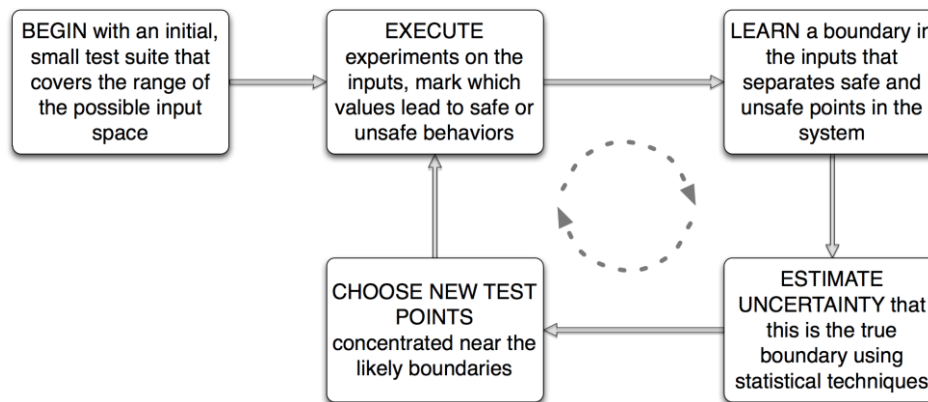 BEGIN with an initial,
small test suite that
covers the range of
the possible input
space
EXECUTE
experiments on the
inputs, mark which
values lead to safe or
unsafe behaviors
LEARN a boundary in
the inputs that
separates safe and
unsafe points in the
system
ESTIMATE
UNCERTAINTY that
this is the true
boundary using
statistical techniques
CHOOSE NEW TEST
POINTS
concentrated near the
likely boundaries